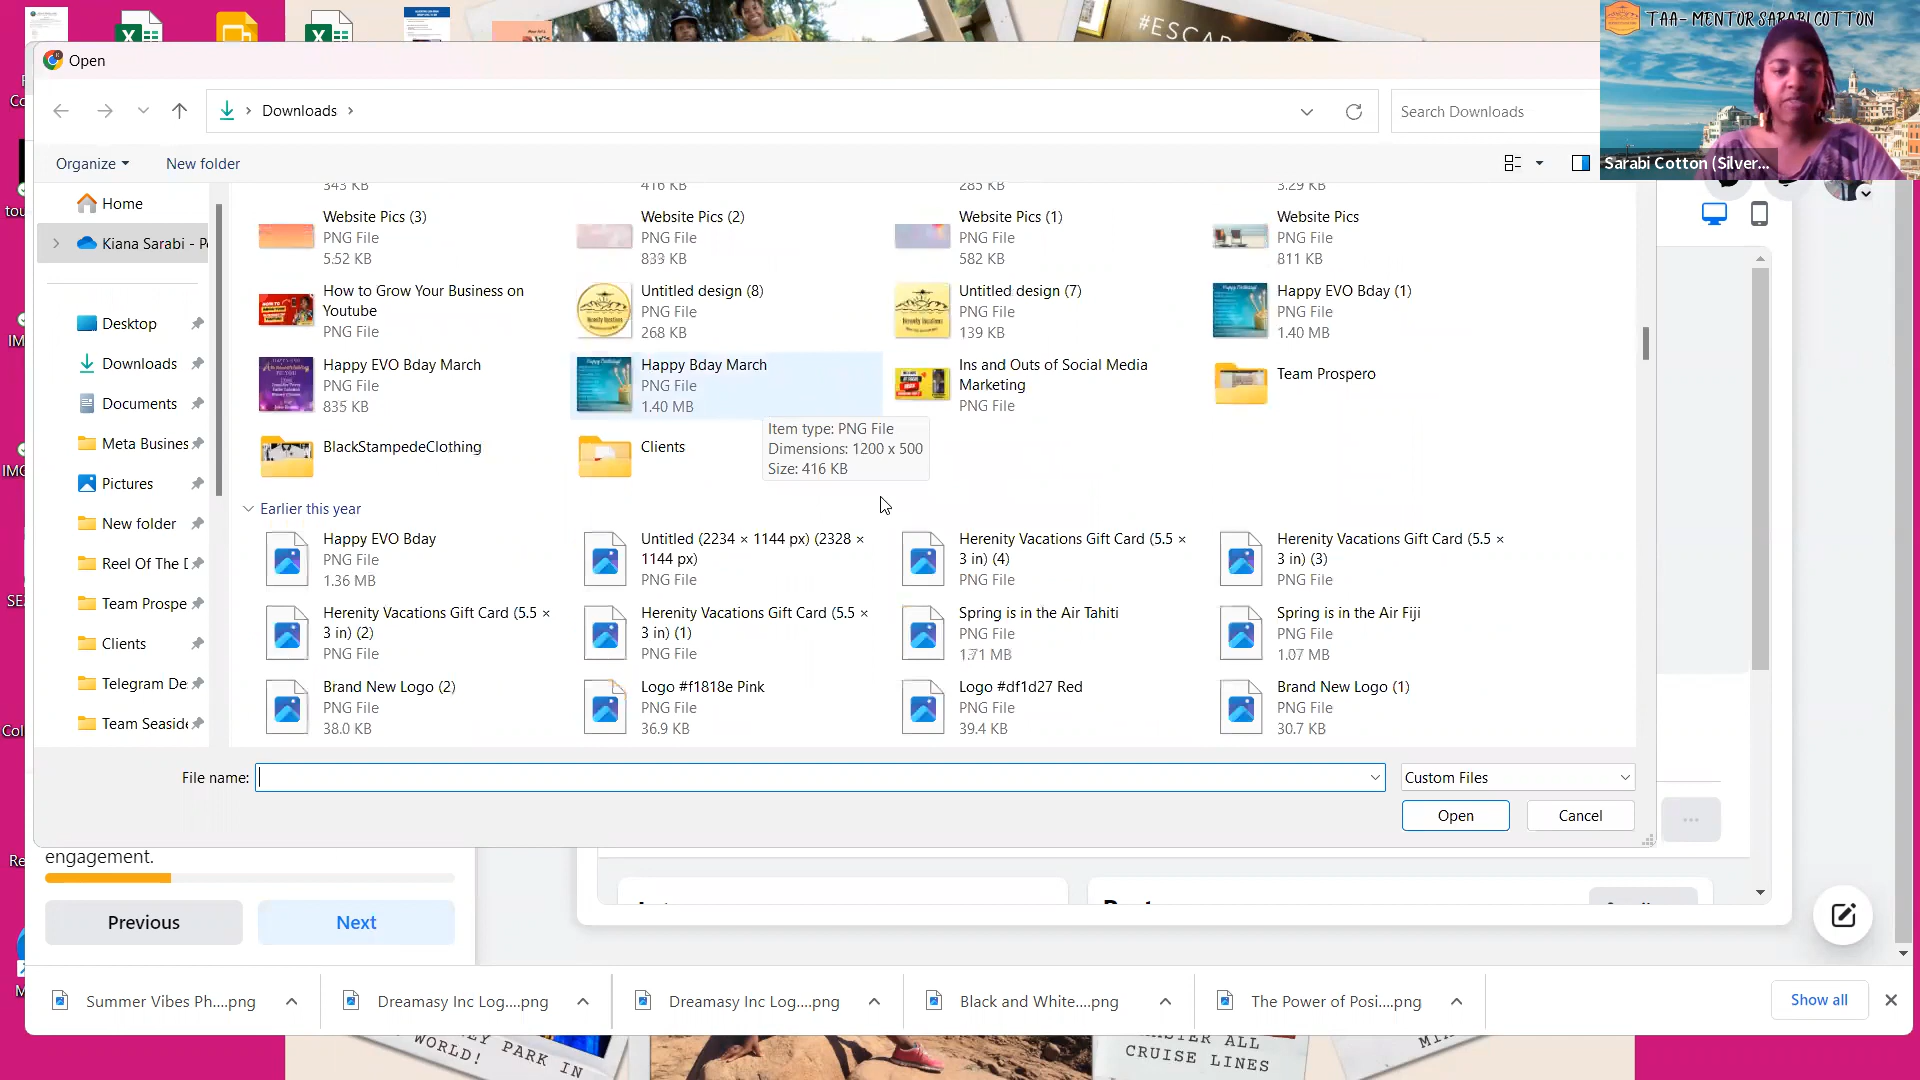 Open
Downloads
Search Downloads
Organize
New folder
#ESCAP
TAA- MENTOR SARABI COTTON
Sarabi Cotton (Silver...
Home
Kiana Sarabi - P
Desktop
Downloads
Documents
Meta Busines
Pictures
New folder
Reel Of The D
Team Prospe
Clients
Telegram De
Team Seaside
343 KB
416 KB
285 KB
3.29 KB
Website Pics (3)
PNG File
5.52 KB
Website Pics (2)
PNG File
839 KB
Website Pics (1)
PNG File
582 KB
Website Pics
PNG File
811 KB
How to Grow Your Business on
Youtube
PNG File
Untitled design (8)
PNG File
268 KB
Untitled design (7)
PNG File
139 KB
Happy EVO Bday (1)
PNG File
1.40 MB
Happy EVO Bday March
PNG File
835 KB
Happy Bday March
PNG File
1.40 MB
Ins and Outs of Social Media
Marketing
PNG File
Team Prospero
BlackStampedeClothing
Clients
Item type: PNG File
Dimensions: 1200 x 500
Size: 416 KB
Earlier this year
Happy EVO Bday
PNG File
1.36 MB
Untitled (2234 × 1144 px) (2328 ×
1144 px)
PNG File
Herenity Vacations Gift Card (5.5 ×
3 in) (4)
PNG File
Herenity Vacations Gift Card (5.5 ×
3 in) (3)
PNG File
Herenity Vacations Gift Card (5.5 ×
3 in) (2)
PNG File
Herenity Vacations Gift Card (5.5 ×
3 in) (1)
PNG File
Spring is in the Air Tahiti
PNG File
1.71 MB
Spring is in the Air Fiji
PNG File
1.07 MB
Brand New Logo (2)
PNG File
38.0 KB
Logo #f1818e Pink
PNG File
36.9 KB
Logo #df1d27 Red
PNG File
39.4 KB
Brand New Logo (1)
PNG File
30.7 KB
File name:
Custom Files
Open
Cancel
engagement.
Previous
Next
Summer Vibes Ph....png
Dreamasy Inc Log....png
Dreamasy Inc Log....png
Black and White....png
The Power of Posi....png
Show all
Y PARK IN
WORLD!
ALL
CRUISE LINES